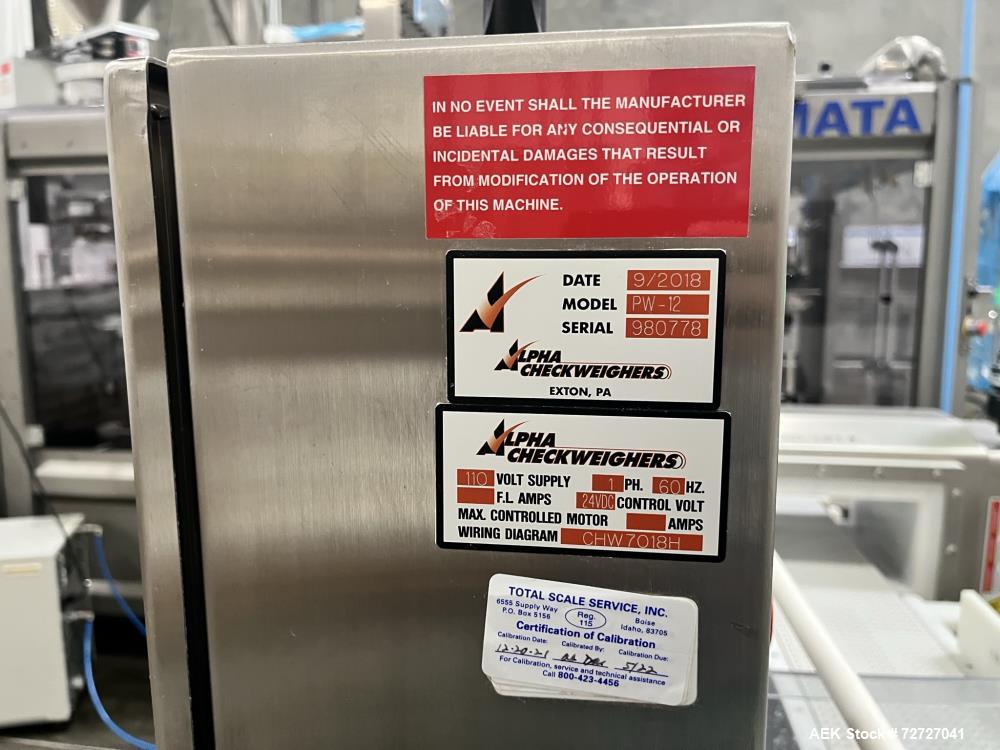 IN NO EVENT SHALL THE MANUFACTURER
BE LIABLE FOR ANY CONSEQUENTIAL OR
INCIDENTAL DAMAGES THAT RESULT
FROM MODIFICATION OF THE OPERATION
OF THIS MACHINE.
MATA
DATE 9/2018
MODEL PW-12
SERIAL 980778
ALPHA
CHECKWEIGHERS
EXTON, PA
ALPHA
CHECKWEIGHERS
110 VOLT SUPPLY 1 PH. 60 HZ.
F.L. AMPS 24VDC CONTROL VOLT
MAX. CONTROLLED MOTOR AMPS
WIRING DIAGRAM CHW7018H
TOTAL SCALE SERVICE, INC.
6555 Supply Way Reg. Boise
P.O. Box 5156 115 Idaho, 83705
Certification of Calibration
Calibration Date: Calibrated By: Calibration Due:
12-20-21 5/22
For Calibration, service and technical assistance
Call 800-423-4456
AEK Stock # 72727041